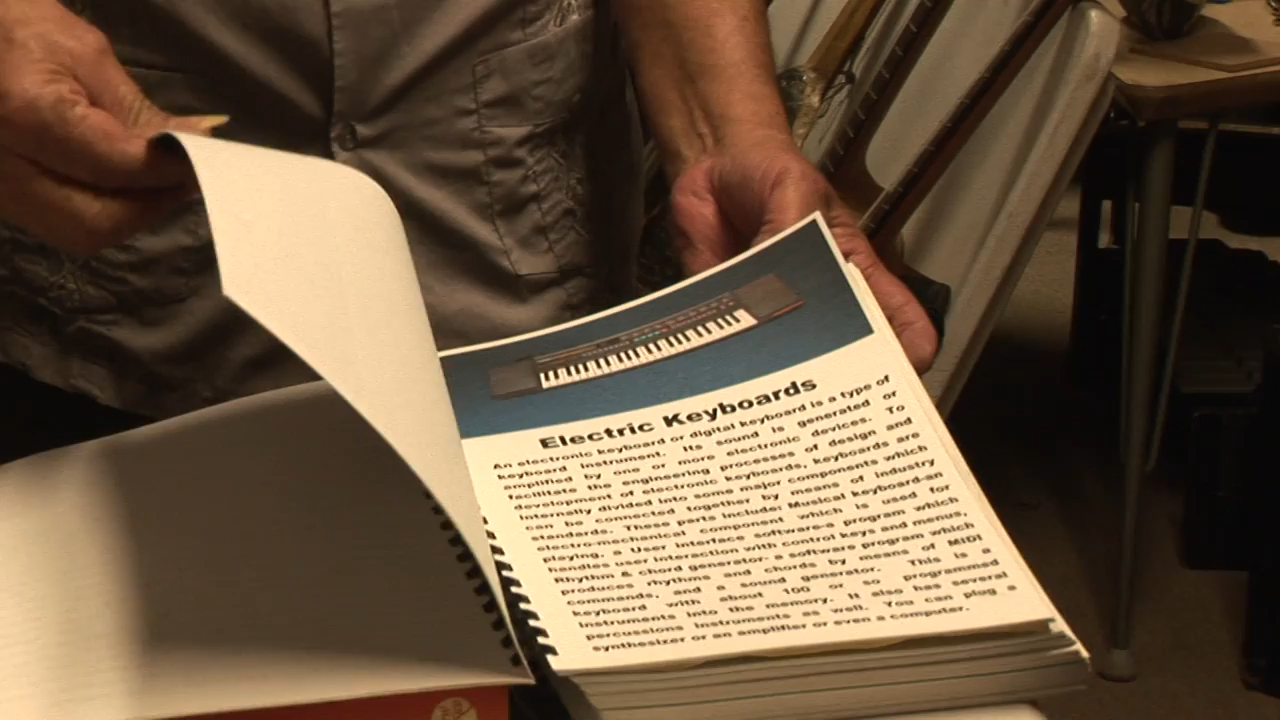 Electric Keyboards
An electronic keyboard or digital keyboard is a type of
keyboard instrument. Its sound is generated or
amplified by one or more electronic devices. To
facilitate the engineering processes of design and
development of electronic keyboards, keyboards are
internally divided into some major components which
can be connected together by means of industry
standards. These parts include: Musical keyboard-an
electro-mechanical component which is used for
playing, a User interface software-a program which
handles user interaction with control keys and menus,
Rhythm & chord generator- a software program which
produces rhythms and chords by means of MIDI
commands, and a sound generator. This is a
keyboard with about 100 or so programmed
instruments into the memory. It also has several
percussions instruments as well. You can plug a
synthesizer or an amplifier or even a computer.